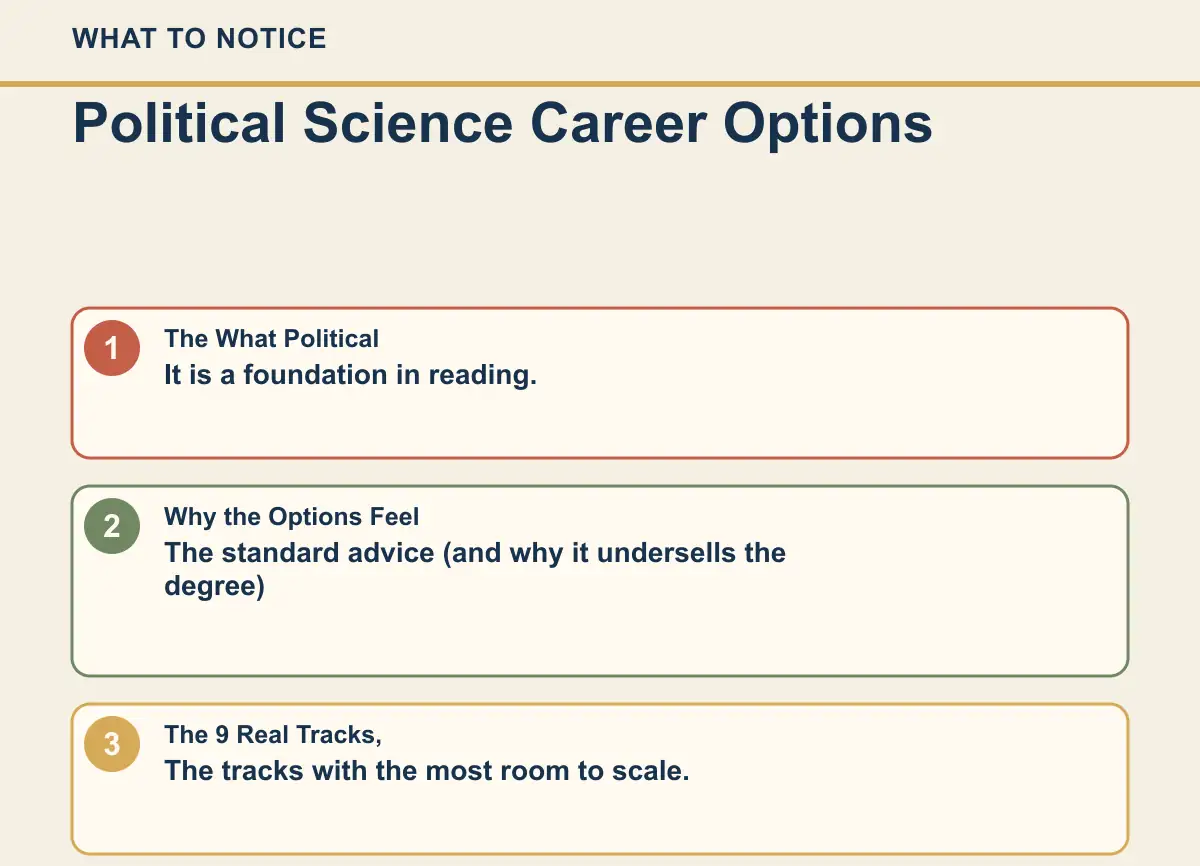 WHAT TO NOTICE
Political Science Career Options
1
The What Political
It is a foundation in reading.
2
Why the Options Feel
The standard advice (and why it undersells the
degree)
3
The 9 Real Tracks,
The tracks with the most room to scale.